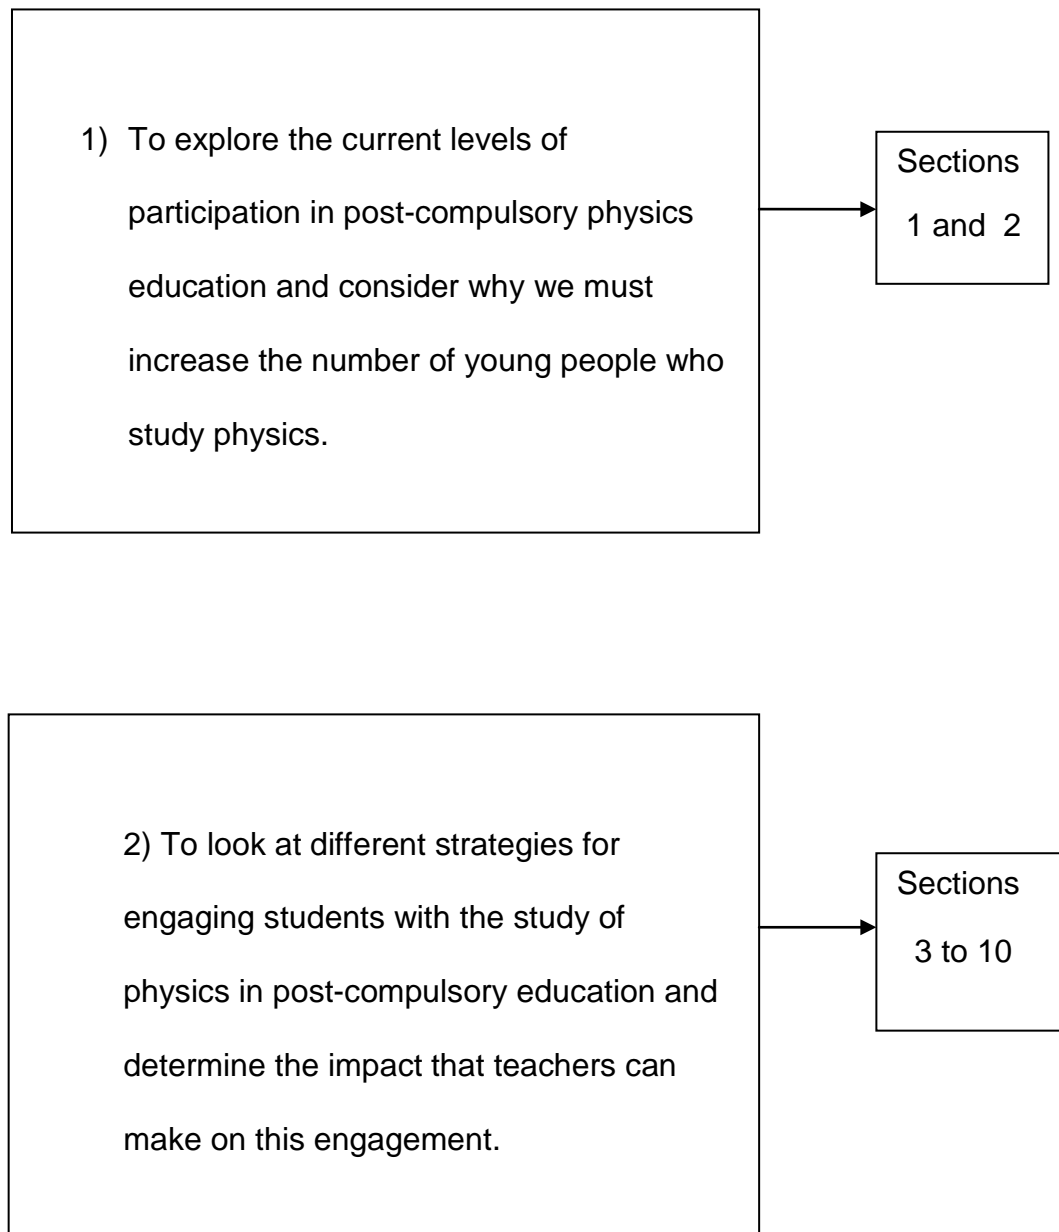 1) To explore the current levels of
participation in post-compulsory physics
education and consider why we must
increase the number of young people who
study physics.
Sections
1 and 2
2) To look at different strategies for
engaging students with the study of
physics in post-compulsory education and
determine the impact that teachers can
make on this engagement.
Sections
3 to 10